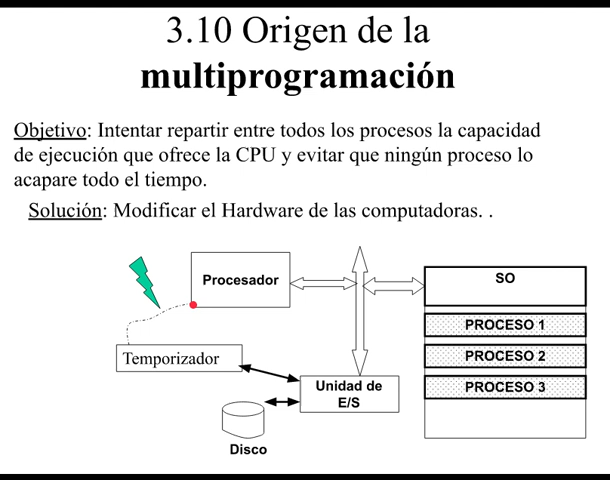 3.10 Origen de la
multiprogramación
Objetivo: Intentar repartir entre todos los procesos la capacidad
de ejecución que ofrece la CPU y evitar que ningún proceso lo
acapare todo el tiempo.
Solución: Modificar el Hardware de las computadoras. .
Procesador
SO
PROCESO 1
PROCESO 2
PROCESO 3
Temporizador
Unidad de
E/S
Disco